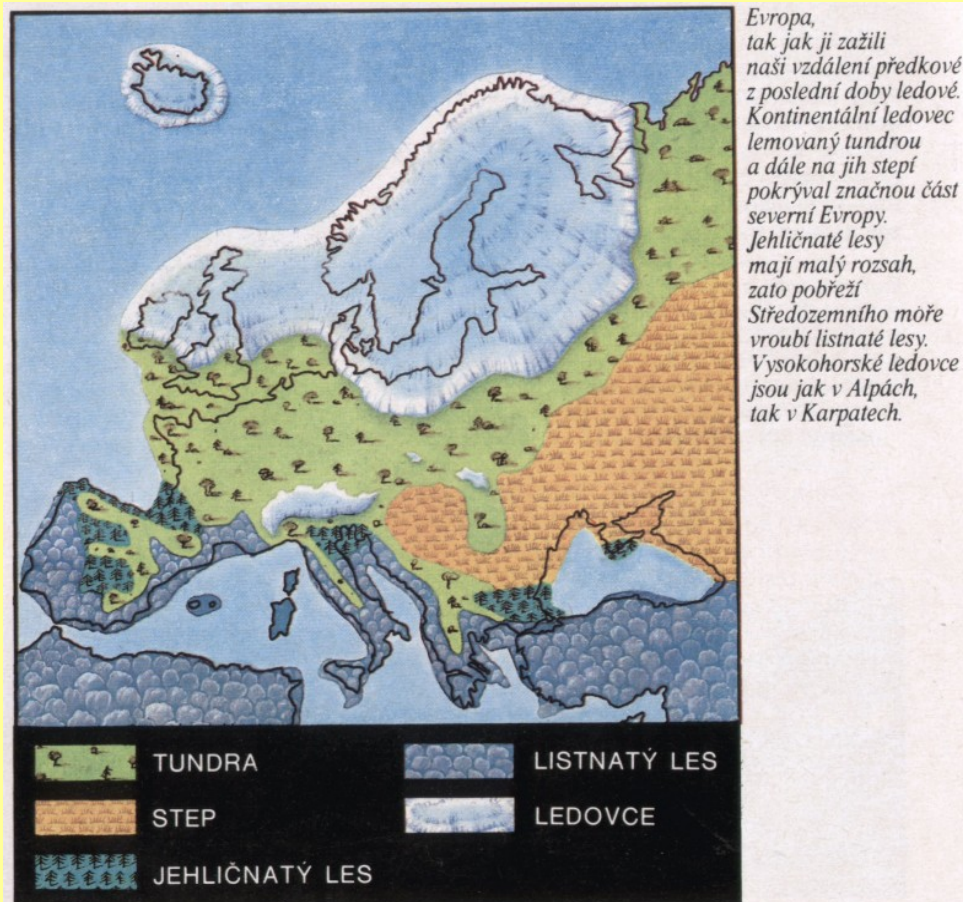 Evropa,
tak jak ji zažili
naši vzdálení předkové
z poslední doby ledové.
Kontinentální ledovec
lemovaný tundrou
a dále na jih stepí
pokrýval značnou část
severní Evropy.
Jehličnaté lesy
mají malý rozsah,
zato pobřeží
Středozemního moře
vroubí listnaté lesy.
Vysokohorské ledovce
jsou jak v Alpách,
tak v Karpatech.
TUNDRA
STEP
JEHLIČNATÝ LES
LISTNATÝ LES
LEDOVCE